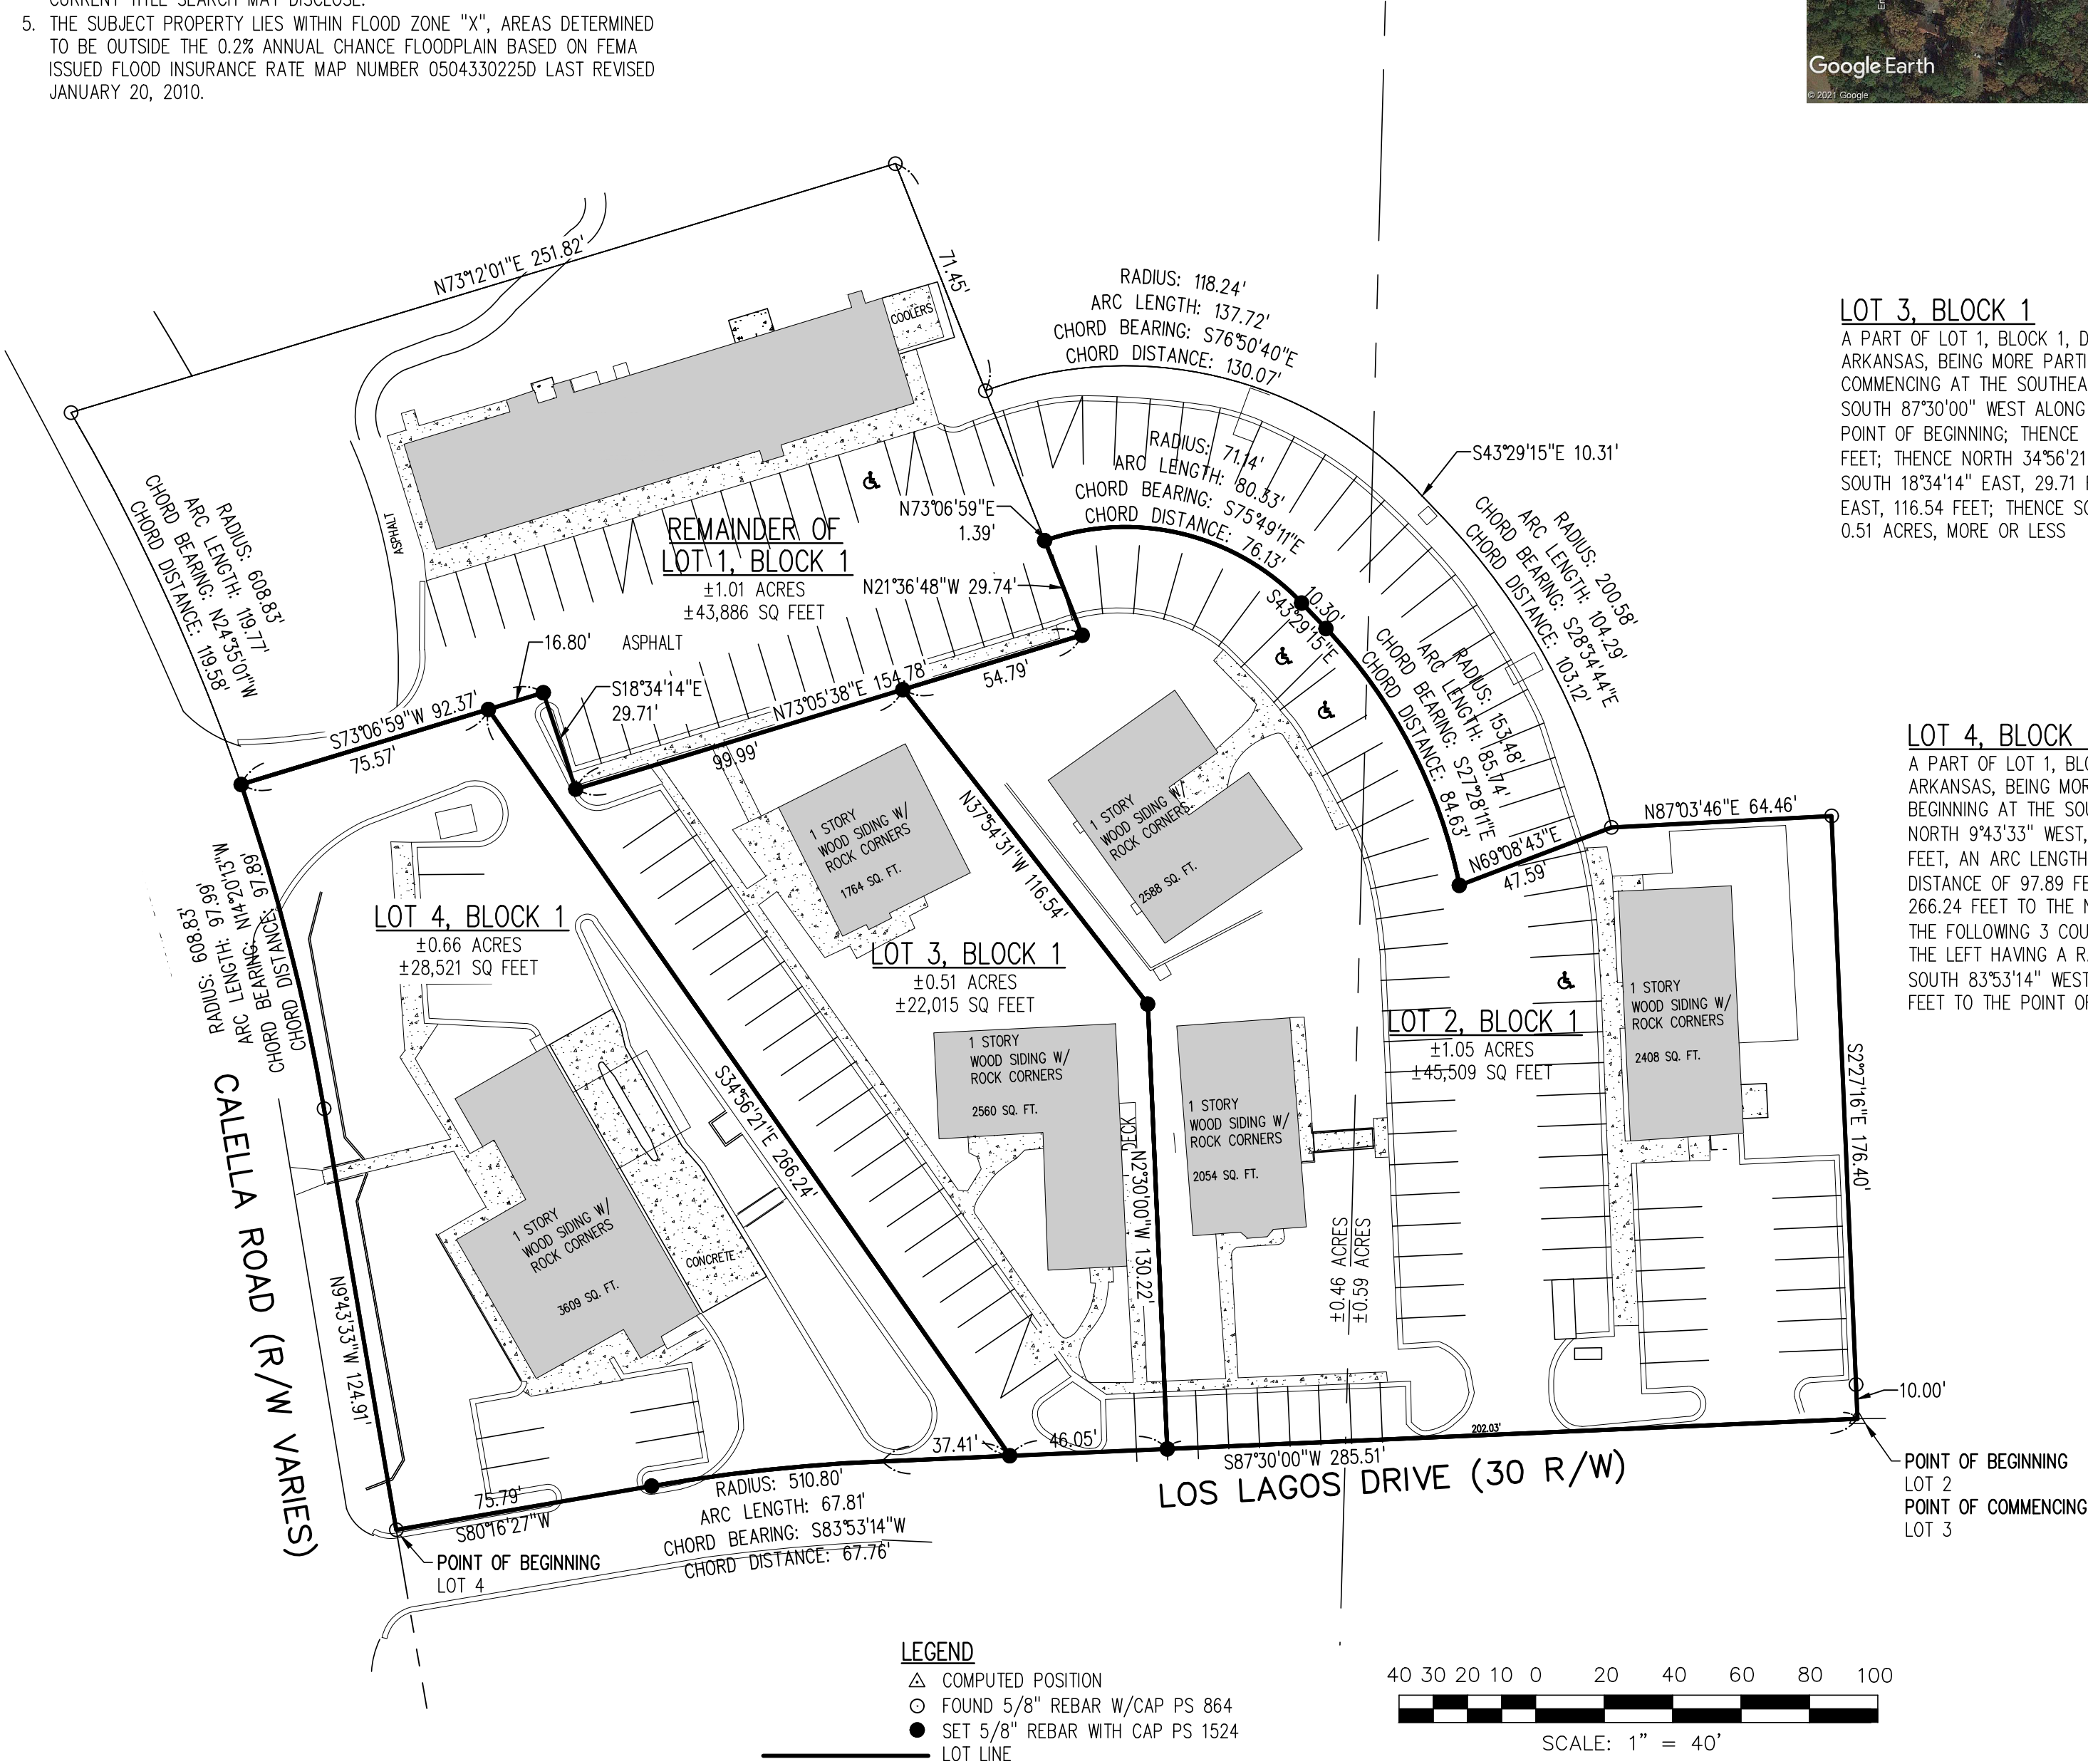 CURRENT TITLE SEARCH MAY DISCLOSE.
5. THE SUBJECT PROPERTY LIES WITHIN FLOOD ZONE "X", AREAS DETERMINED
TO BE OUTSIDE THE 0.2% ANNUAL CHANCE FLOODPLAIN BASED ON FEMA
ISSUED FLOOD INSURANCE RATE MAP NUMBER 0504330225D LAST REVISED
JANUARY 20, 2010.
Google Earth
© 2021 Google
N73°12'01"E 251.82'
71.45'
COOLERS
RADIUS: 118.24'
ARC LENGTH: 137.72'
CHORD BEARING: S76°50'40"E
CHORD DISTANCE: 130.07'
S43°29'15"E 10.31'
RADIUS: 200.58'
ARC LENGTH: 104.29'
CHORD BEARING: S28°34'44"E
CHORD DISTANCE: 103.12'
RADIUS: 608.83'
ARC LENGTH: 119.77'
CHORD BEARING: N24°35'01"W
CHORD DISTANCE: 119.58'
ASPHALT
RADIUS: 71.14'
ARC LENGTH: 80.33'
CHORD BEARING: S75°49'11"E
CHORD DISTANCE: 76.13'
N73°06'59"E
1.39'
REMAINDER OF
LOT 1, BLOCK 1
±1.01 ACRES
±43,886 SQ FEET
N21°36'48"W 29.74'
10.30'
S43°29'15"E
RADIUS: 153.48'
ARC LENGTH: 85.74'
CHORD BEARING: S27°28'11"E
CHORD DISTANCE: 84.63'
16.80'
ASPHALT
S18°34'14"E
29.71'
N73°05'38"E 154.78'
54.79'
99.99'
S73°06'59"W 92.37'
75.57'
N87°03'46"E 64.46'
N69°08'43"E
47.59'
1 STORY
WOOD SIDING W/
ROCK CORNERS
1764 SQ. FT.
N37°54'31"W 116.54'
1 STORY
WOOD SIDING W/
ROCK CORNERS
2588 SQ. FT.
RADIUS: 608.83'
ARC LENGTH: 97.99'
CHORD BEARING: N14°20'13"W
CHORD DISTANCE: 97.89'
LOT 4, BLOCK 1
±0.66 ACRES
±28,521 SQ FEET
LOT 3, BLOCK 1
±0.51 ACRES
±22,015 SQ FEET
LOT 2, BLOCK 1
±1.05 ACRES
±45,509 SQ FEET
1 STORY
WOOD SIDING W/
ROCK CORNERS
2408 SQ. FT.
S2°27'16"E 176.40'
1 STORY
WOOD SIDING W/
ROCK CORNERS
2560 SQ. FT.
DECK
N2°30'00"W 130.22'
1 STORY
WOOD SIDING W/
ROCK CORNERS
2054 SQ. FT.
±0.46 ACRES
±0.59 ACRES
S34°56'21"E 266.24'
1 STORY
WOOD SIDING W/
ROCK CORNERS
3609 SQ. FT.
CONCRETE
CALELLA ROAD (R/W VARIES)
N9°43'33"W 124.91'
10.00'
202.03'
46.05'
37.41'
S87°30'00"W 285.51'
LOS LAGOS DRIVE (30 R/W)
75.79'
S80°16'27"W
RADIUS: 510.80'
ARC LENGTH: 67.81'
CHORD BEARING: S83°53'14"W
CHORD DISTANCE: 67.76'
POINT OF BEGINNING
LOT 4
POINT OF BEGINNING
LOT 2
POINT OF COMMENCING
LOT 3
LOT 3, BLOCK 1
A PART OF LOT 1, BLOCK 1, D
ARKANSAS, BEING MORE PARTI
COMMENCING AT THE SOUTHEA
SOUTH 87°30'00" WEST ALONG
POINT OF BEGINNING; THENCE
FEET; THENCE NORTH 34°56'21
SOUTH 18°34'14" EAST, 29.71
EAST, 116.54 FEET; THENCE SO
0.51 ACRES, MORE OR LESS
LOT 4, BLOCK
A PART OF LOT 1, BLO
ARKANSAS, BEING MOR
BEGINNING AT THE SOU
NORTH 9°43'33" WEST,
FEET, AN ARC LENGTH
DISTANCE OF 97.89 FE
266.24 FEET TO THE N
THE FOLLOWING 3 COU
THE LEFT HAVING A RA
SOUTH 83°53'14" WEST
FEET TO THE POINT OF
LEGEND
COMPUTED POSITION
FOUND 5/8" REBAR W/CAP PS 864
SET 5/8" REBAR WITH CAP PS 1524
LOT LINE
40 30 20 10 0 20 40 60 80 100
SCALE: 1" = 40'